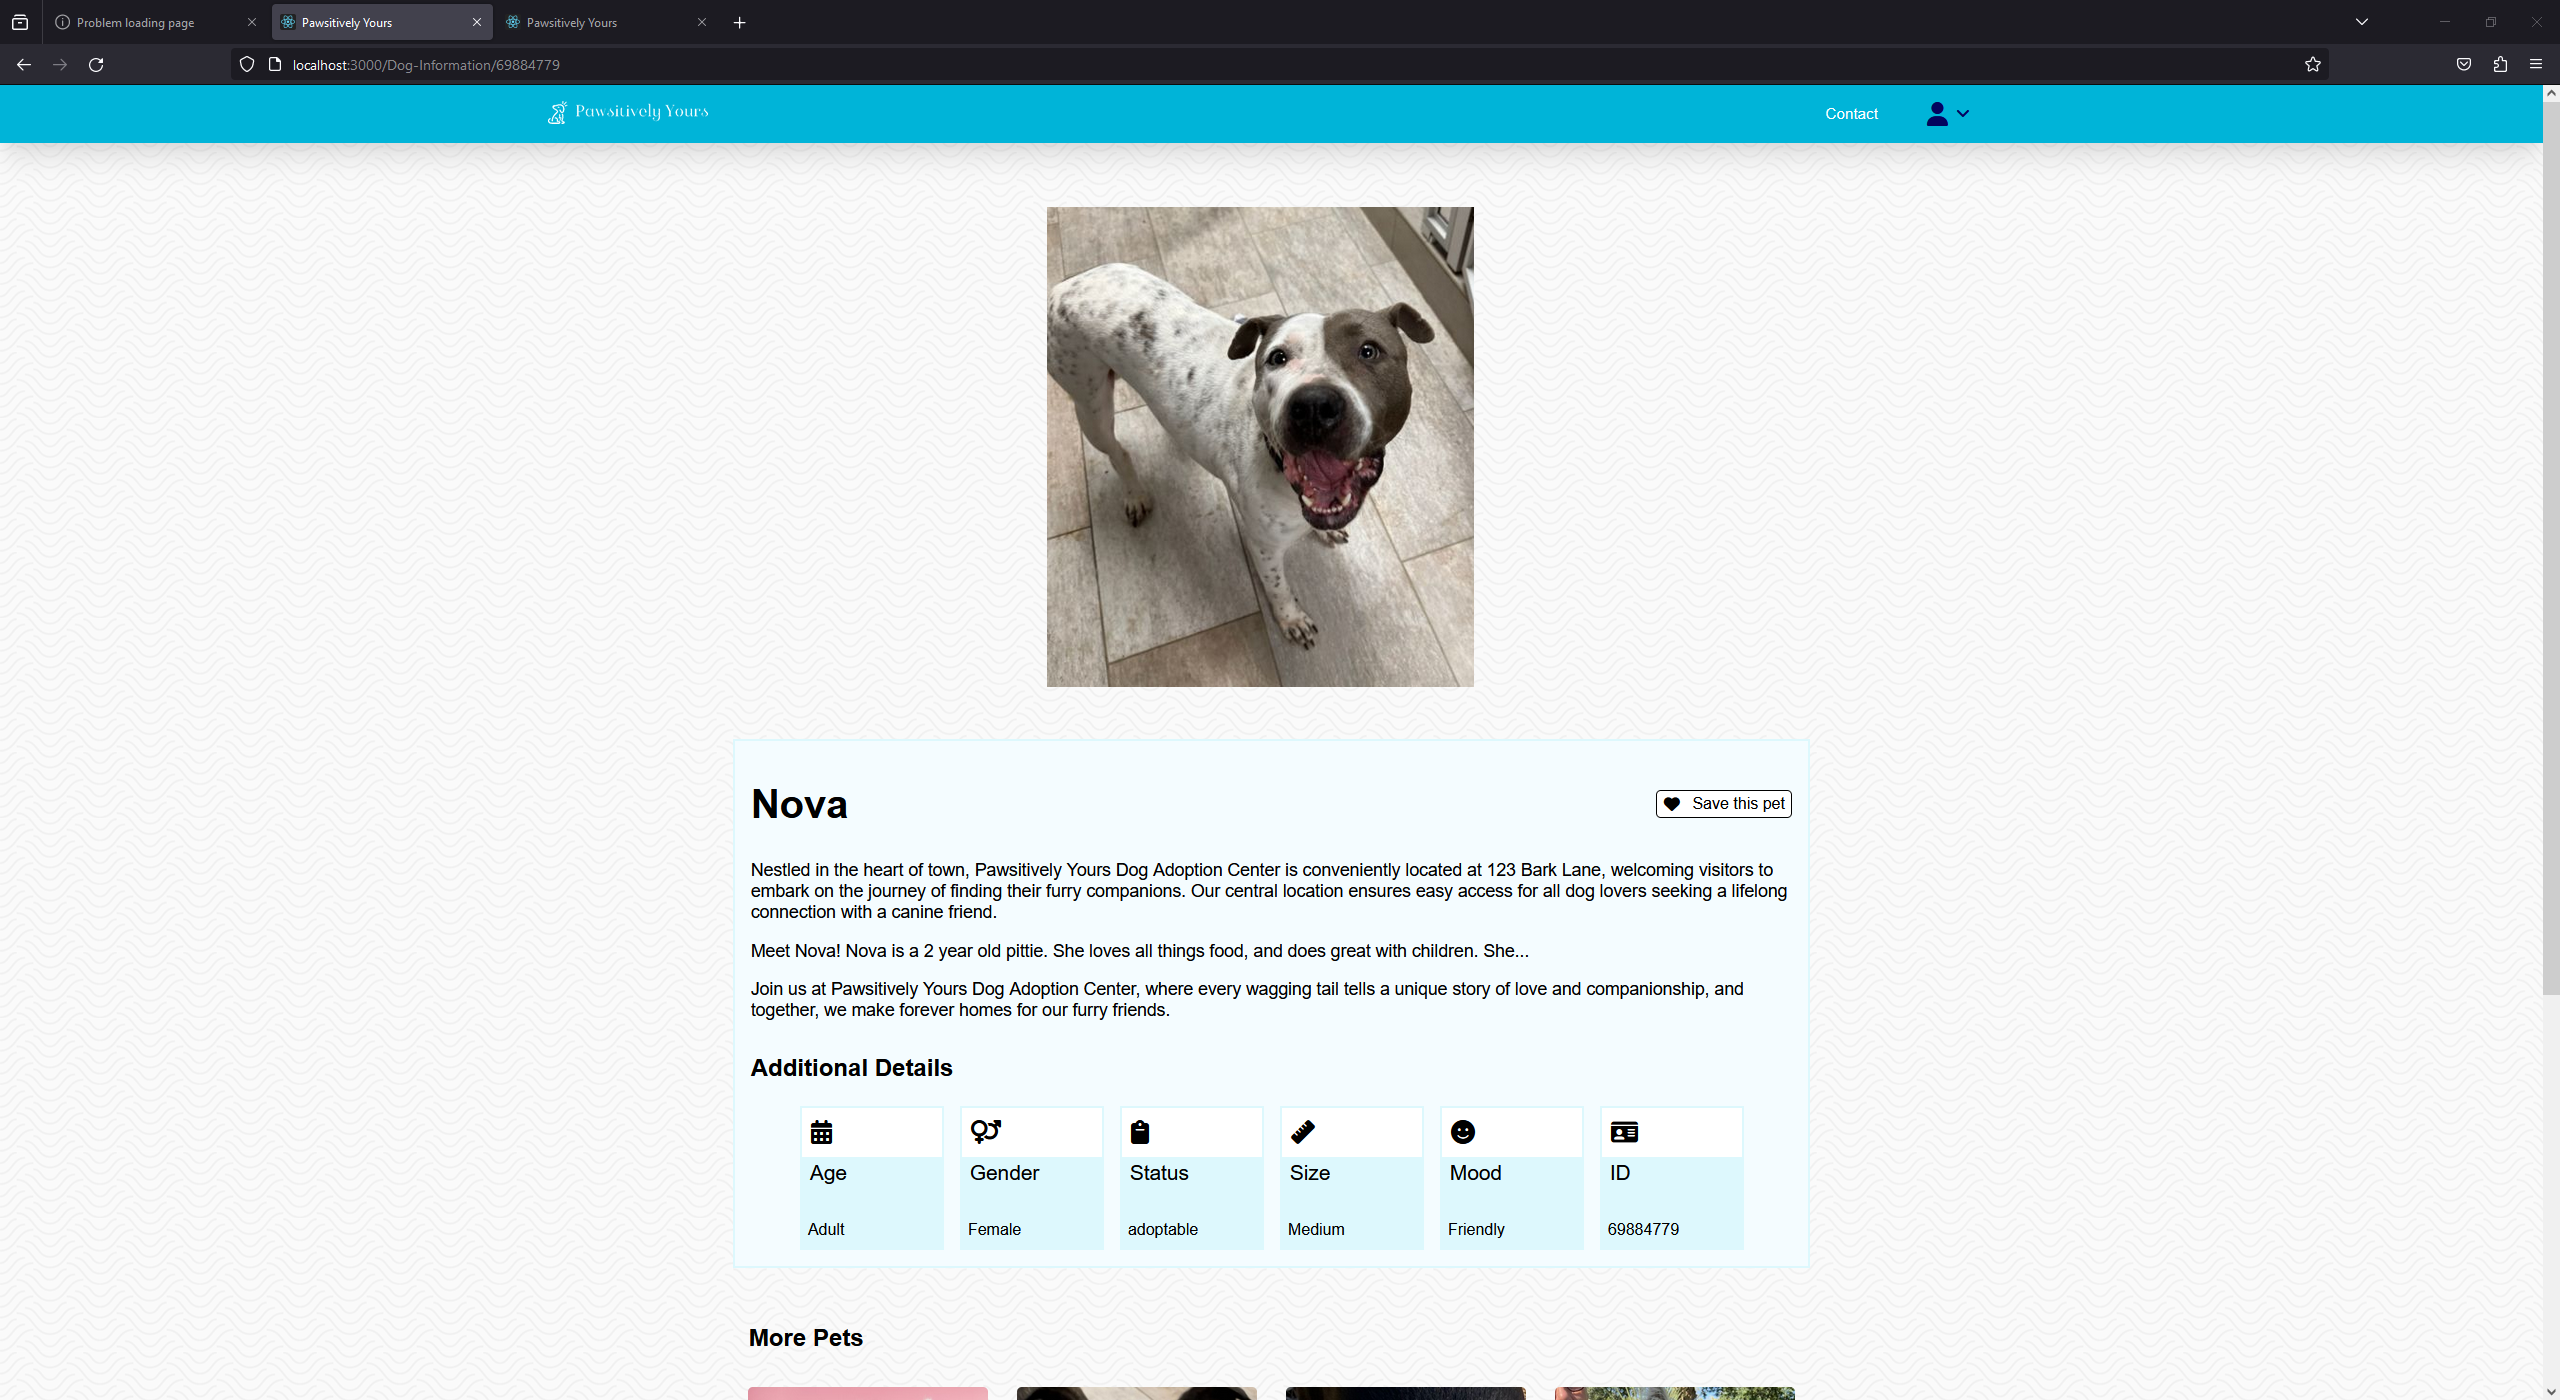 Problem loading page
Pawsitively Yours
Pawsitively Yours
localhost:3000/Dog-Information/69884779
Pawsitively Yours
Contact
Nova
Save this pet
Nestled in the heart of town, Pawsitively Yours Dog Adoption Center is conveniently located at 123 Bark Lane, welcoming visitors to
embark on the journey of finding their furry companions. Our central location ensures easy access for all dog lovers seeking a lifelong
connection with a canine friend.
Meet Nova! Nova is a 2 year old pittie. She loves all things food, and does great with children. She...
Join us at Pawsitively Yours Dog Adoption Center, where every wagging tail tells a unique story of love and companionship, and
together, we make forever homes for our furry friends.
Additional Details
Age
Gender
Status
Size
Mood
ID
Adult
Female
adoptable
Medium
Friendly
69884779
More Pets